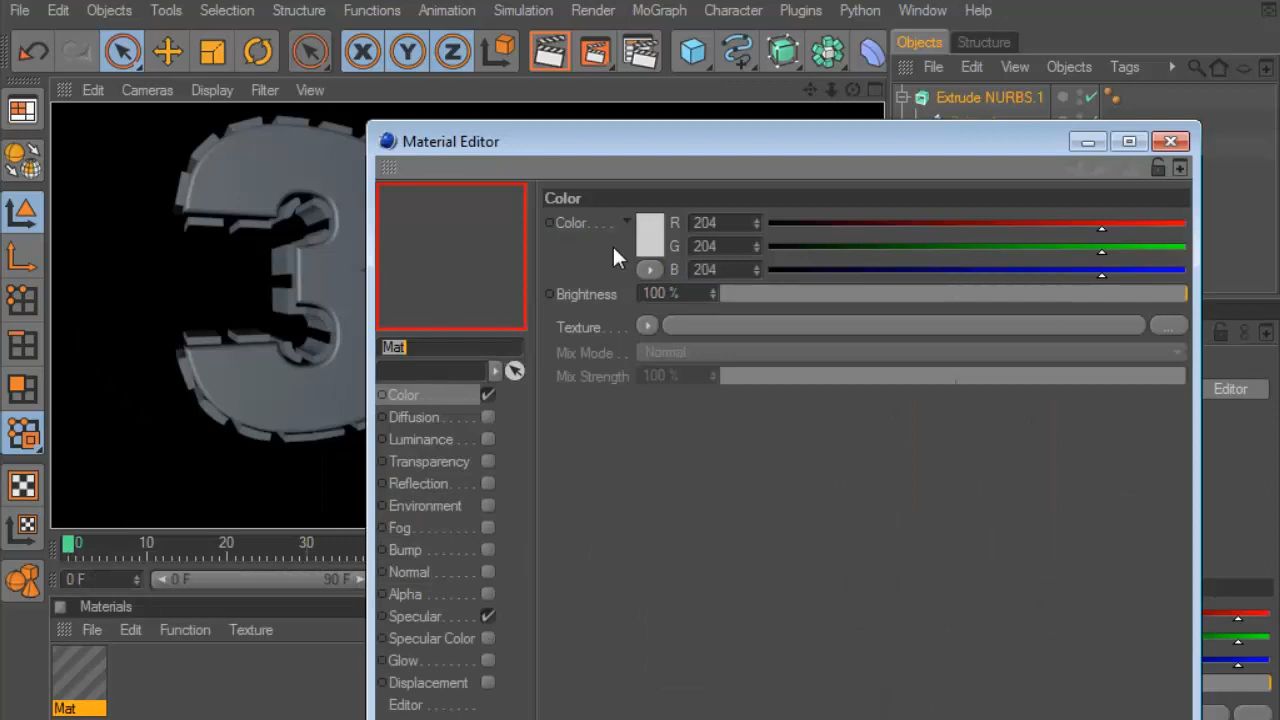 File Edit Objects Tools Selection Structure Functions Animation Simulation Render MoGraph Character Plugins Python Window Help
Objects Structure
File Edit View Objects Tags
Edit Cameras Display Filter View
Extrude NURBS.1
Material Editor
Color
Color. . . .
R 204
G 204
B 204
Brightness 100 %
Texture. . . .
...
Mix Mode . . Normal
Mix Strength 100 %
Mat
Color
Diffusion
Luminance
Transparency
Reflection
Environment
Fog
Bump
Normal
Alpha
Specular
Specular Color
Glow
Displacement
Editor
Editor
0 10 20 30
0 F 0 F 90 F
Materials
File Edit Function Texture
Mat
X Y Z